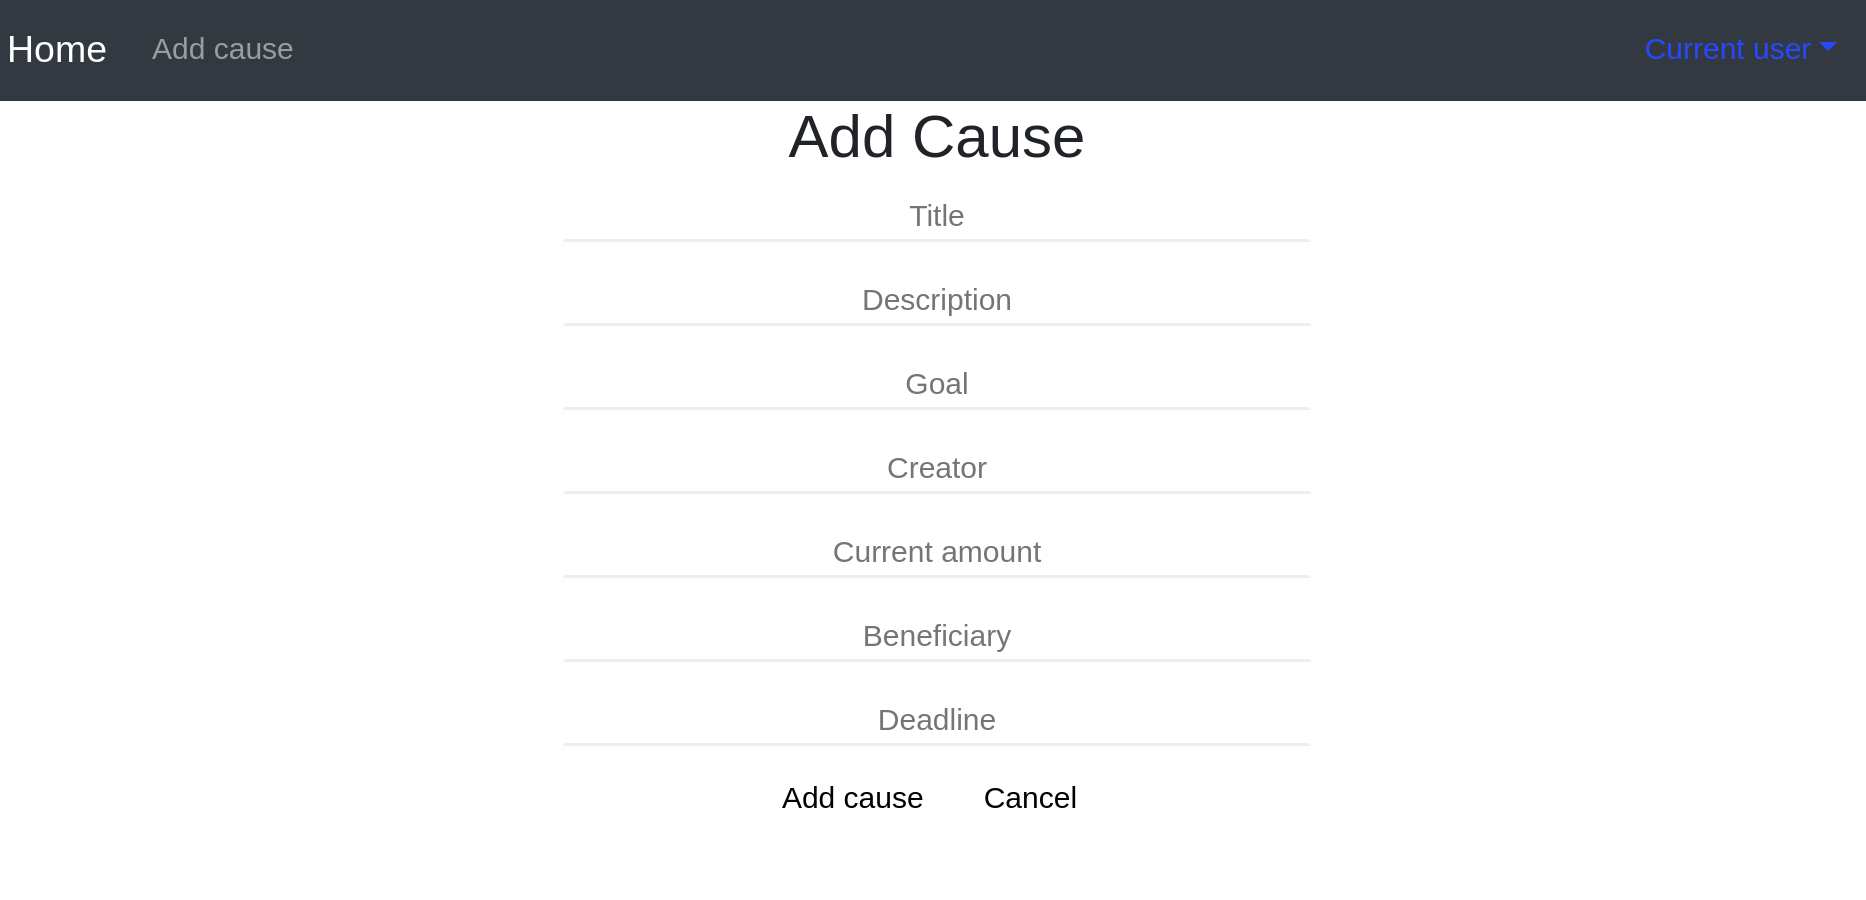 Home Add cause Current user
Add Cause
Title
Description
Goal
Creator
Current amount
Beneficiary
Deadline
Add cause Cancel